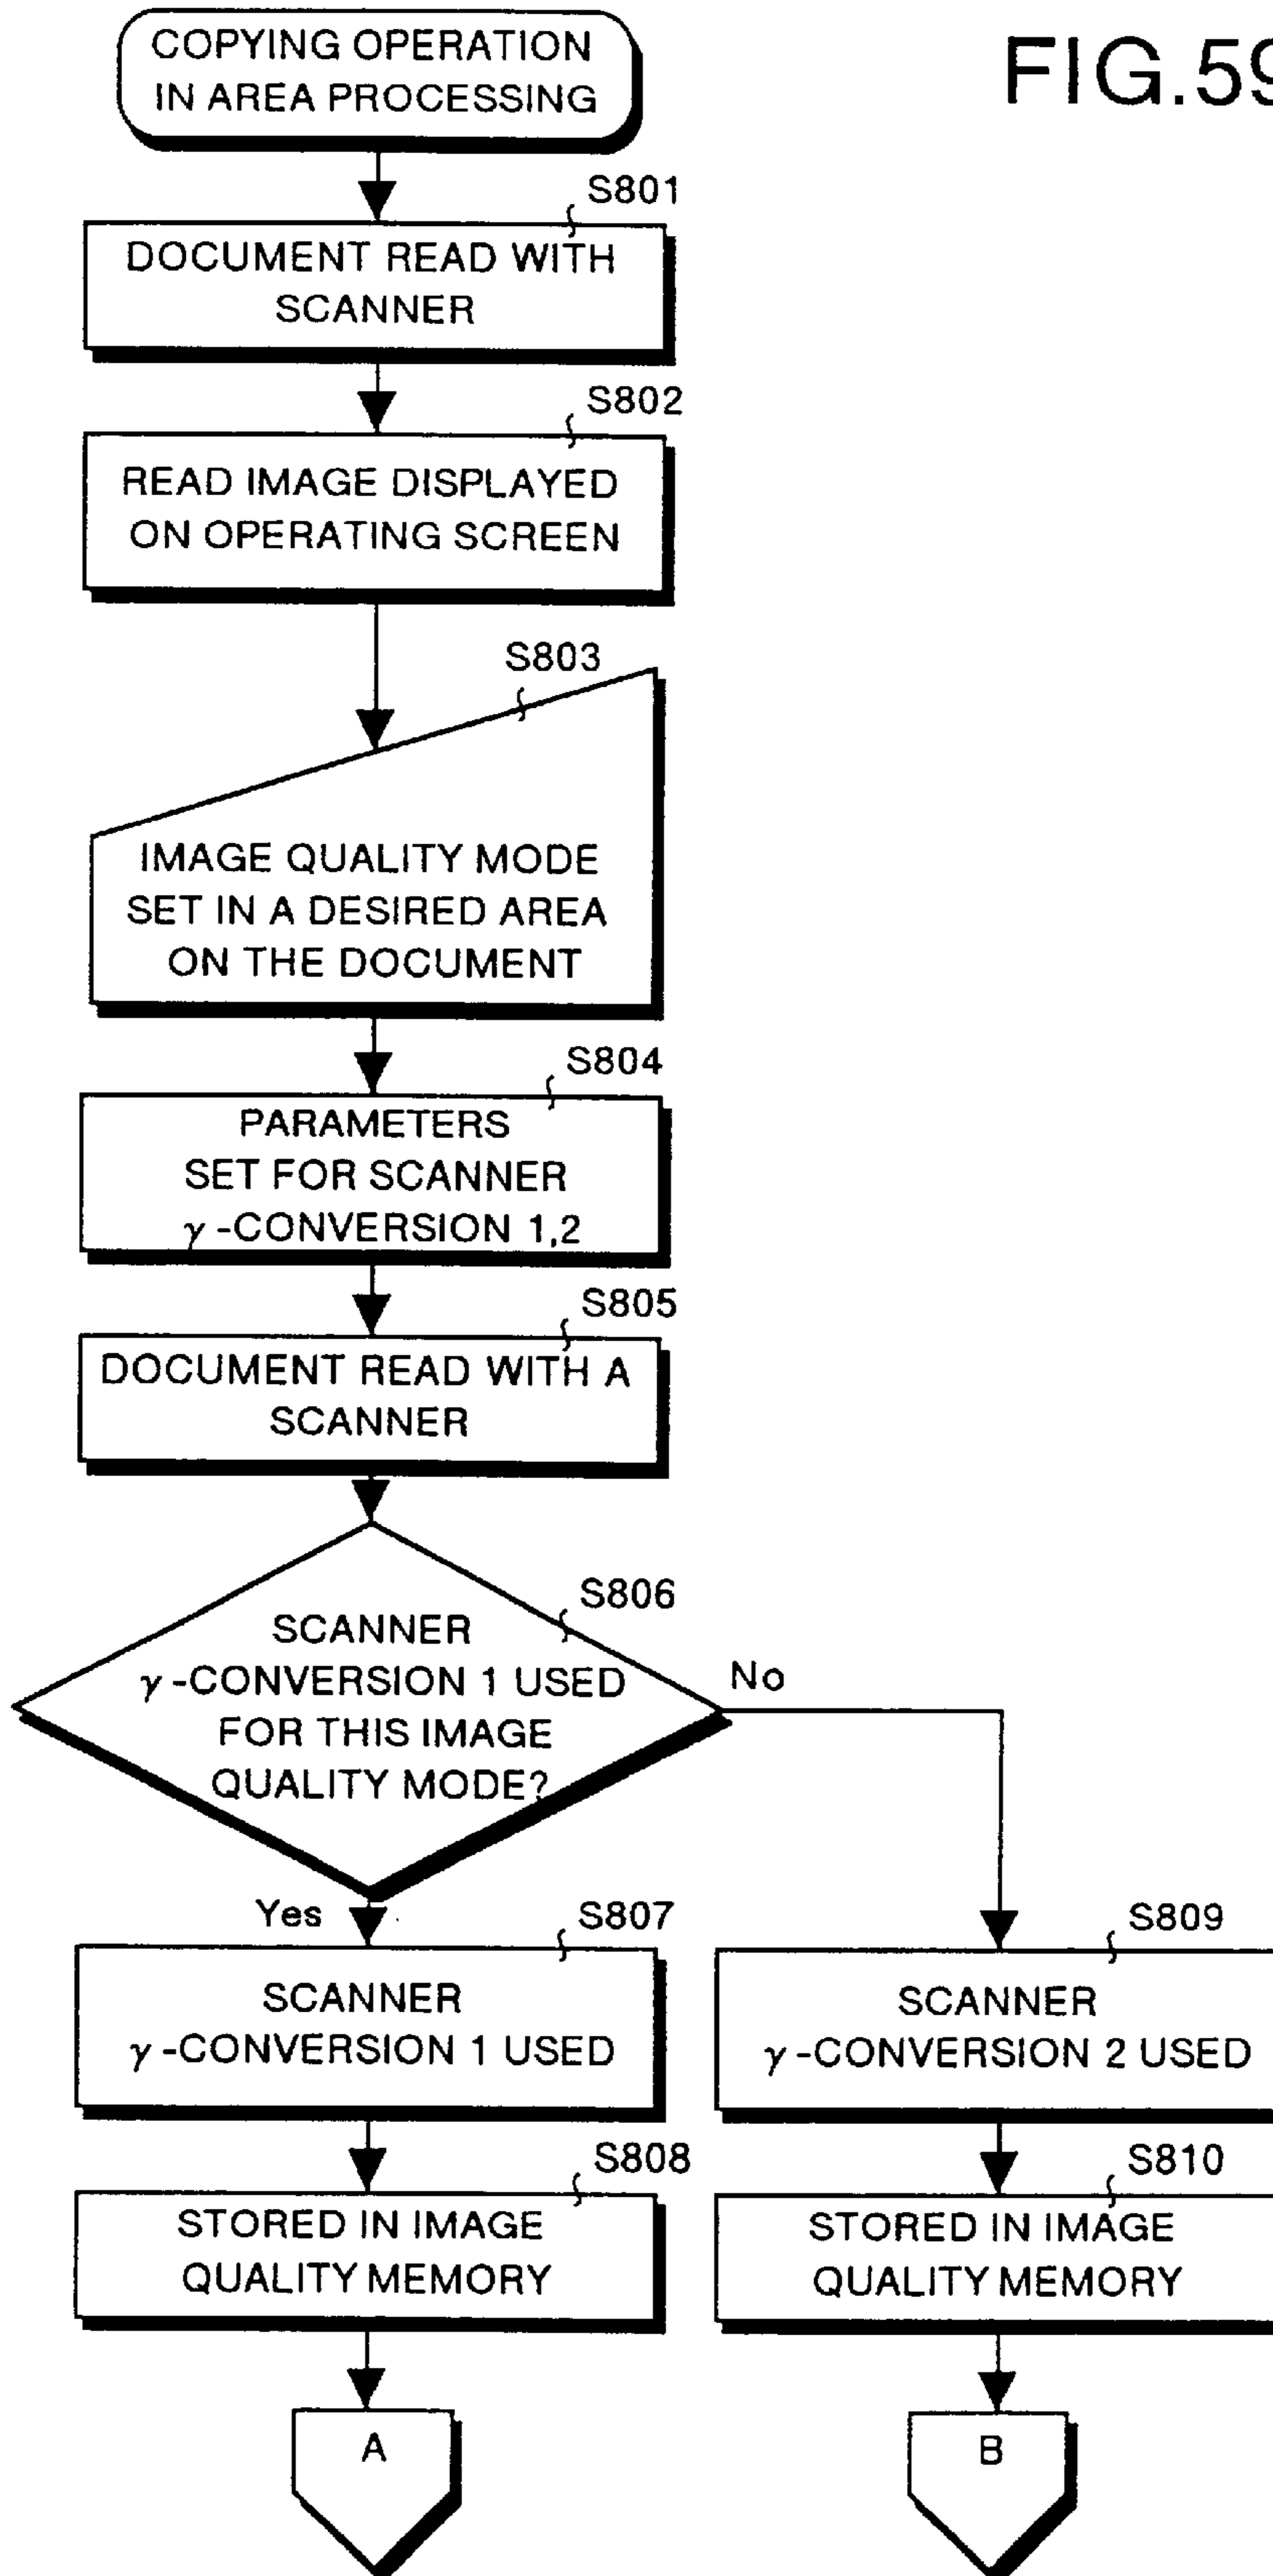 FIG.59
COPYING OPERATION
IN AREA PROCESSING
S801
DOCUMENT READ WITH
SCANNER
S802
READ IMAGE DISPLAYED
ON OPERATING SCREEN
S803
IMAGE QUALITY MODE
SET IN A DESIRED AREA
ON THE DOCUMENT
S804
PARAMETERS
SET FOR SCANNER
γ-CONVERSION 1,2
S805
DOCUMENT READ WITH A
SCANNER
S806
SCANNER
γ-CONVERSION 1 USED
FOR THIS IMAGE
QUALITY MODE?
No
Yes
S807
SCANNER
γ-CONVERSION 1 USED
S808
STORED IN IMAGE
QUALITY MEMORY
A
S809
SCANNER
γ-CONVERSION 2 USED
S810
STORED IN IMAGE
QUALITY MEMORY
B